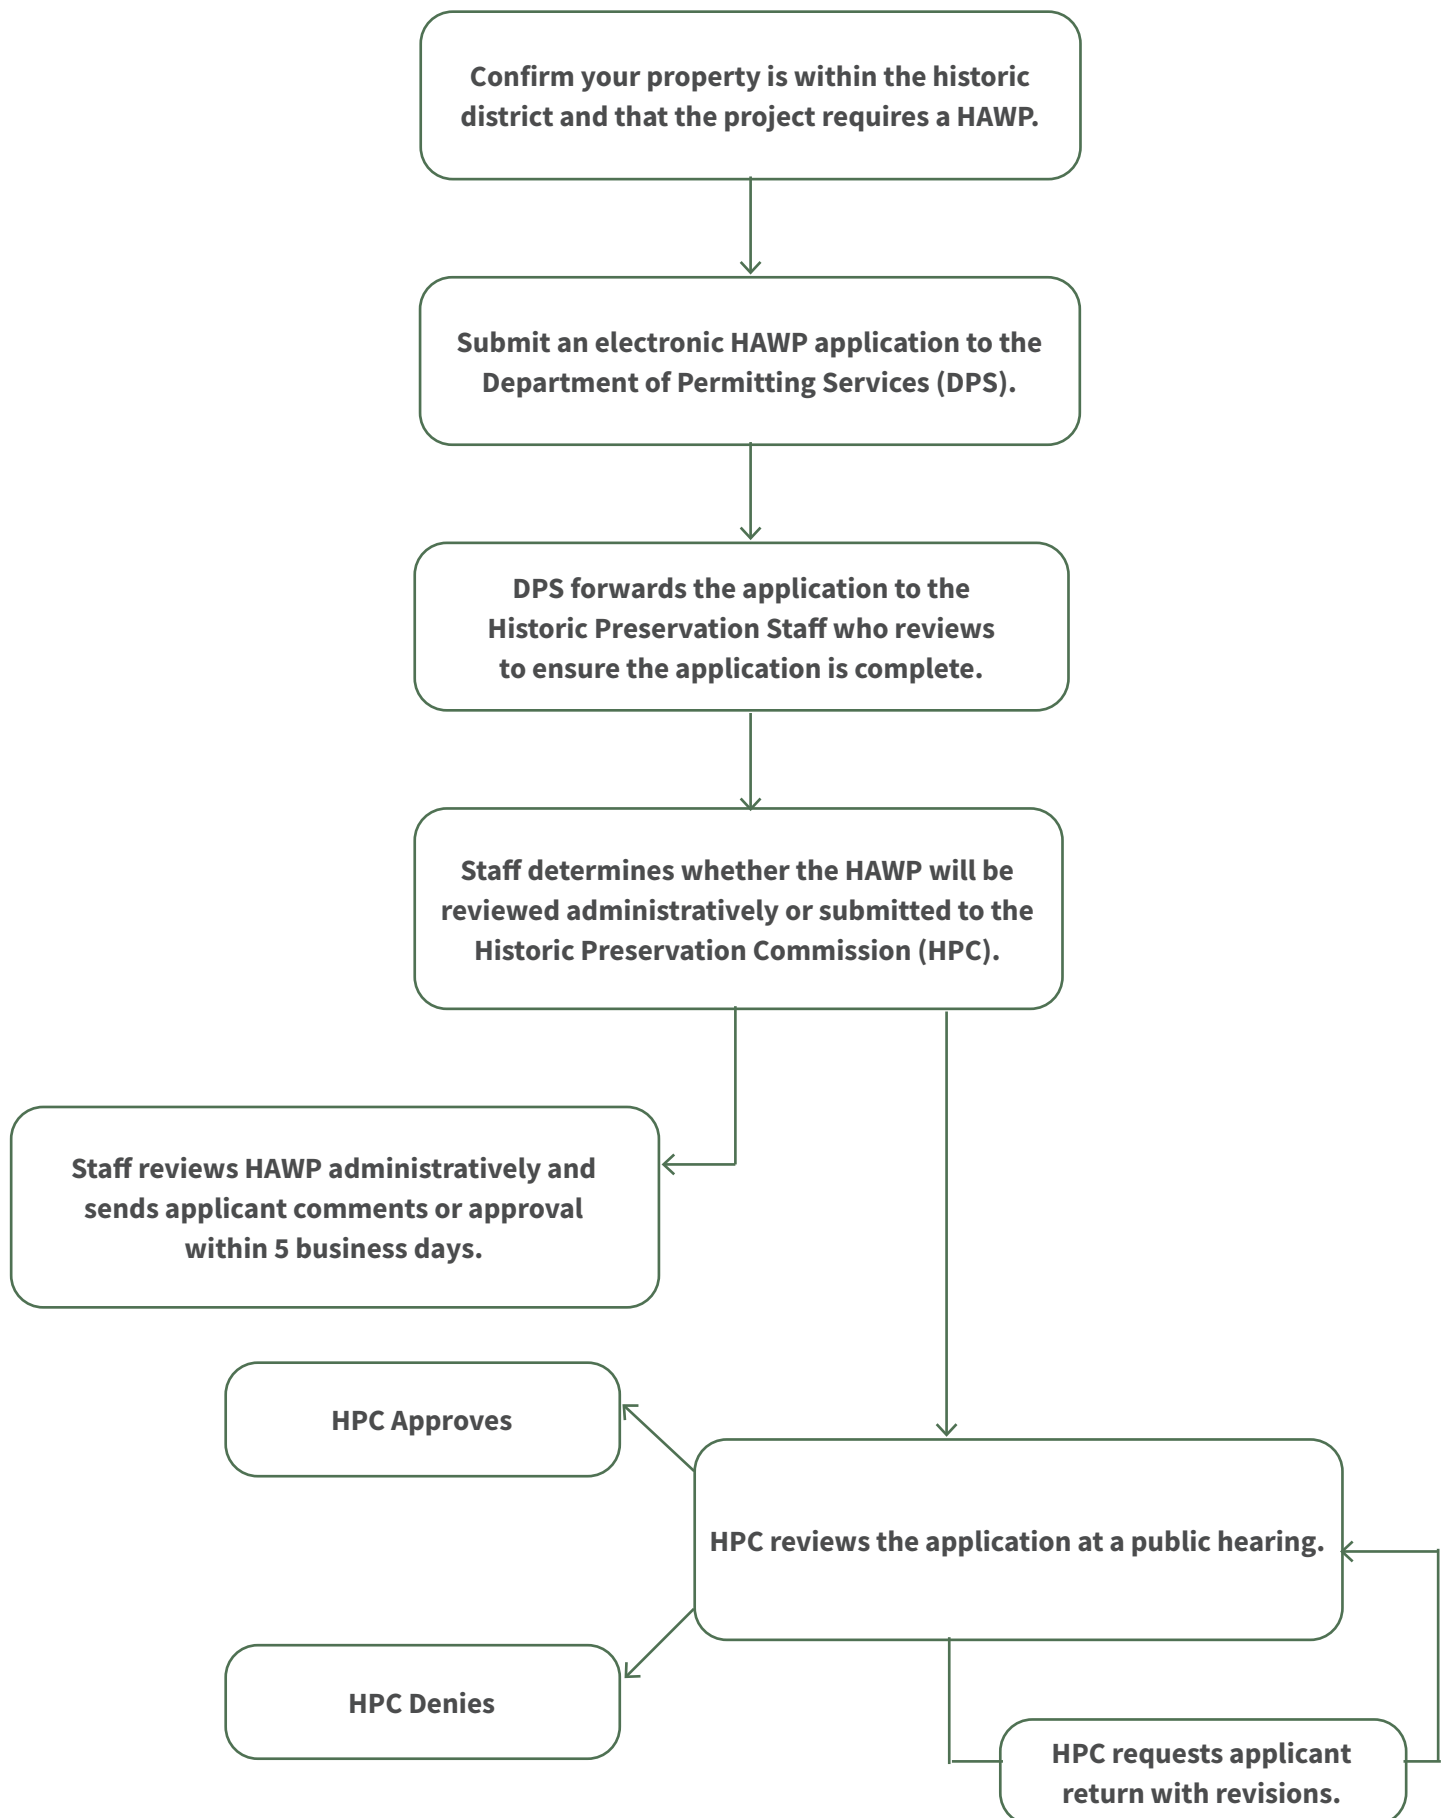 Confirm your property is within the historic
district and that the project requires a HAWP.
Submit an electronic HAWP application to the
Department of Permitting Services (DPS).
DPS forwards the application to the
Historic Preservation Staff who reviews
to ensure the application is complete.
Staff determines whether the HAWP will be
reviewed administratively or submitted to the
Historic Preservation Commission (HPC).
Staff reviews HAWP administratively and
sends applicant comments or approval
within 5 business days.
HPC Approves
HPC reviews the application at a public hearing.
HPC Denies
HPC requests applicant
return with revisions.